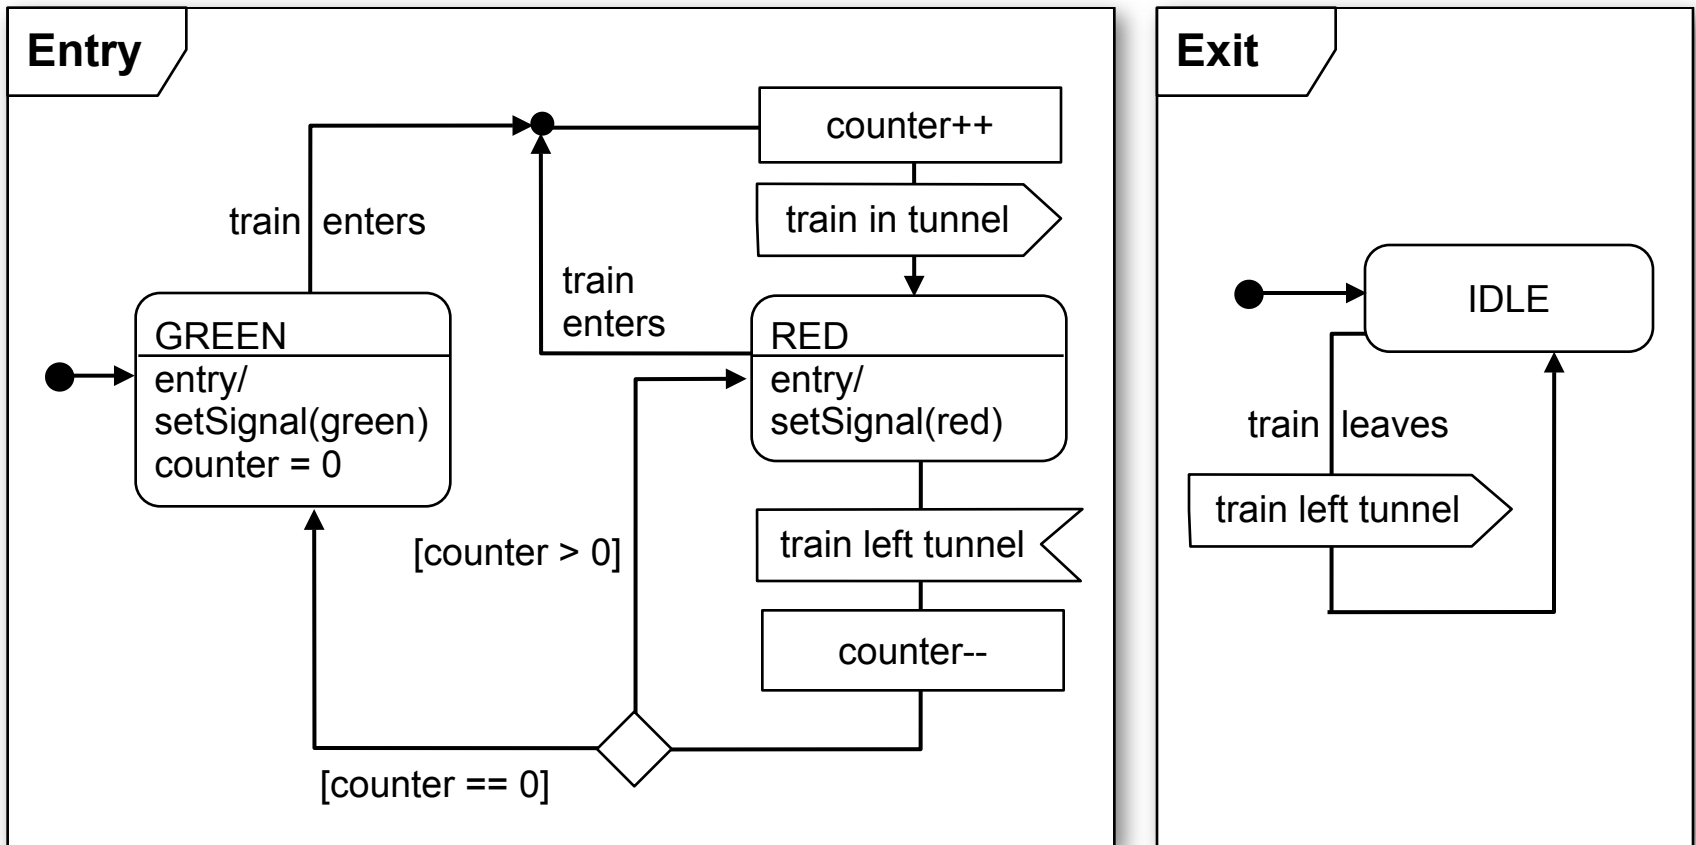 Entry
counter++
train in tunnel
train enters
train
enters
GREEN
entry/
setSignal(green)
counter = 0
RED
entry/
setSignal(red)
[counter > 0]
train left tunnel
counter--
[counter == 0]
Exit
IDLE
train leaves
train left tunnel